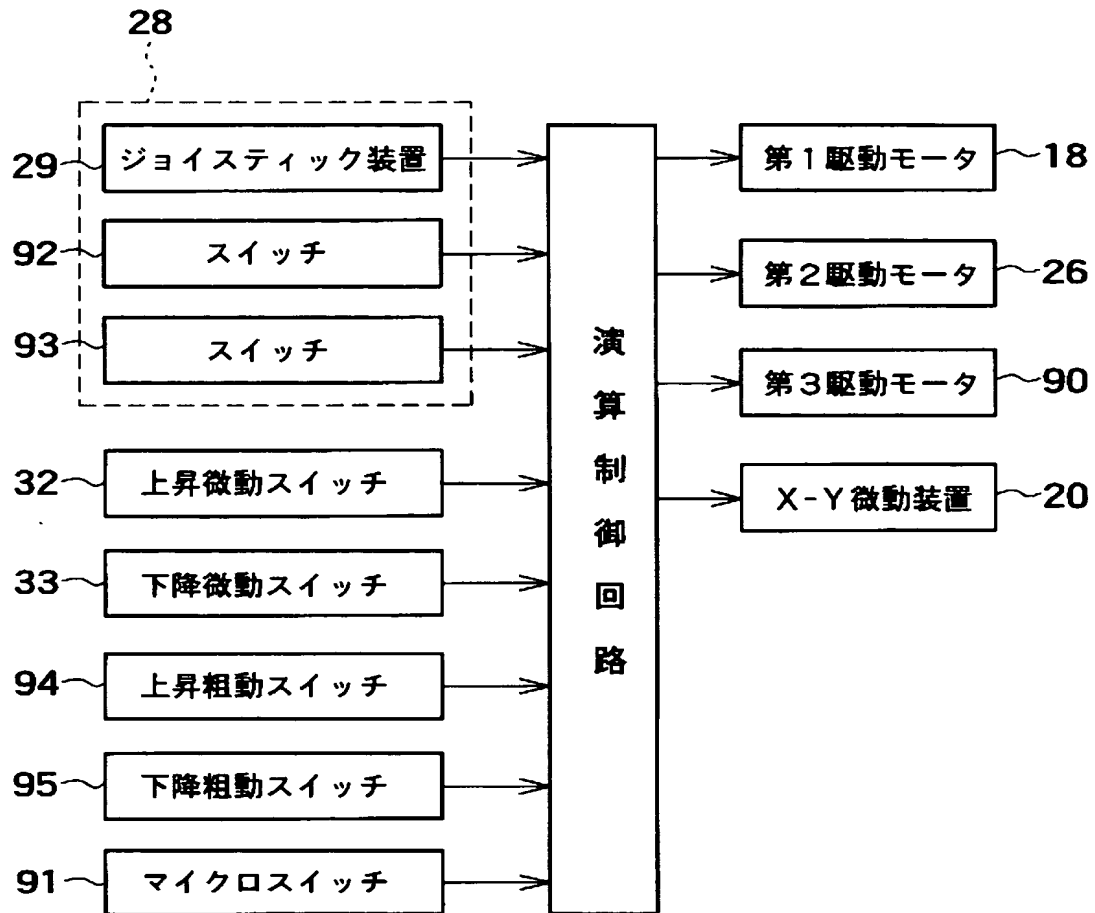 28
29 ジョイスティック装置
92 スイッチ
93 スイッチ
32 上昇微動スイッチ
33 下降微動スイッチ
94 上昇粗動スイッチ
95 下降粗動スイッチ
91 マイクロスイッチ
演算制御回路
第1駆動モータ 18
第2駆動モータ 26
第3駆動モータ 90
X-Y微動装置 20